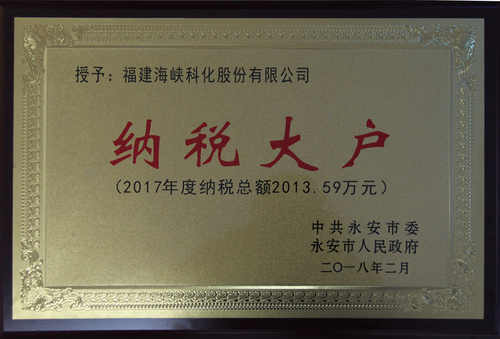 授予：福建海峡科化股份有限公司
纳税大户
（2017年度纳税总额2013.59万元）
中共永安市委
永安市人民政府
二〇一八年二月